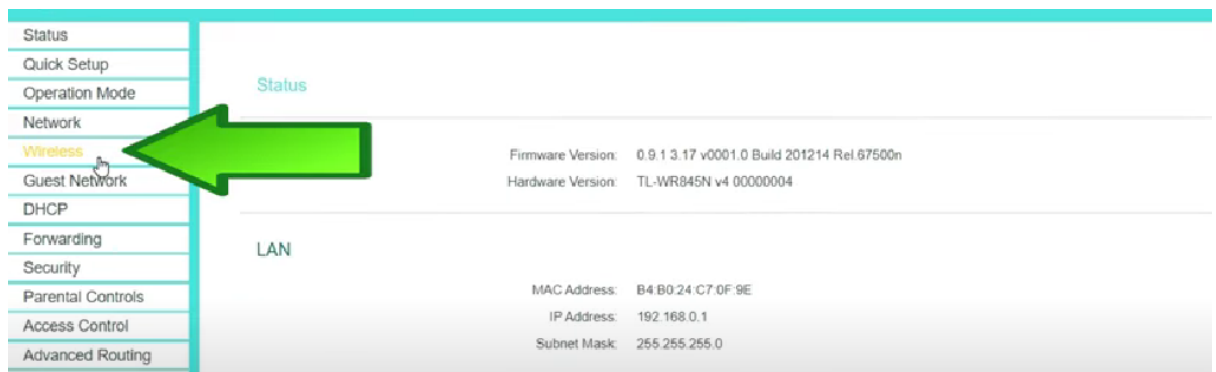 Status
Quick Setup
Operation Mode
Network
Wireless
Guest Network
DHCP
Forwarding
Security
Parental Controls
Access Control
Advanced Routing
Status
Firmware Version: 0.9.1 3.17 v0001.0 Build 201214 Rel.67500n
Hardware Version: TL-WR845N v4 00000004
LAN
MAC Address: B4:B0:24:C7:0F:9E
IP Address: 192.168.0.1
Subnet Mask: 255.255.255.0